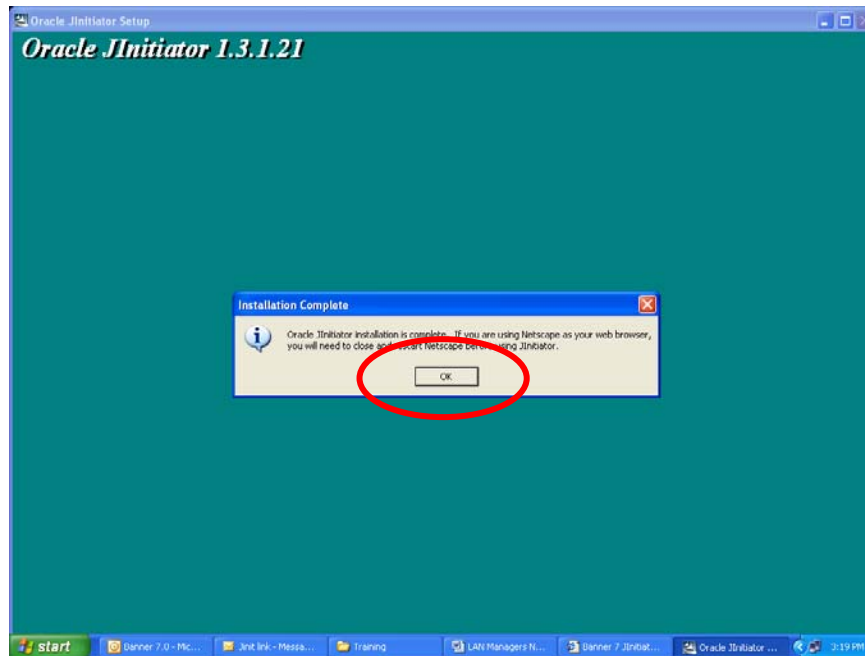 Oracle JInitiator Setup
Oracle JInitiator 1.3.1.21
Installation Complete
Oracle JInitiator installation is complete. If you are using Netscape as your web browser,
you will need to close and restart Netscape before using JInitiator.
OK
start
Banner 7.0 - Mc...
Jinit link - Messa...
Training
LAN Managers N...
Banner 7 JInitiat...
Oracle JInitiator ...
3:19 PM